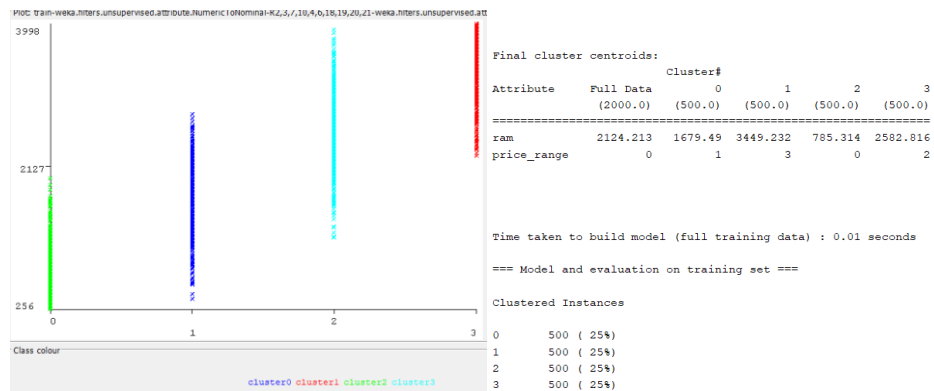 Plot: train-weka.filters.unsupervised.attribute.NumericToNominal-R2,3,7,10,4,6,18,19,20,21-weka.filters.unsupervised.att
3998
2127
256
0
1
2
3
Class colour
cluster0 cluster1 cluster2 cluster3
Final cluster centroids:
Cluster#
Attribute Full Data 0 1 2 3
(2000.0) (500.0) (500.0) (500.0) (500.0)
================================================================
ram 2124.213 1679.49 3449.232 785.314 2582.816
price_range 0 1 3 0 2
Time taken to build model (full training data) : 0.01 seconds
=== Model and evaluation on training set ===
Clustered Instances
0 500 ( 25%)
1 500 ( 25%)
2 500 ( 25%)
3 500 ( 25%)